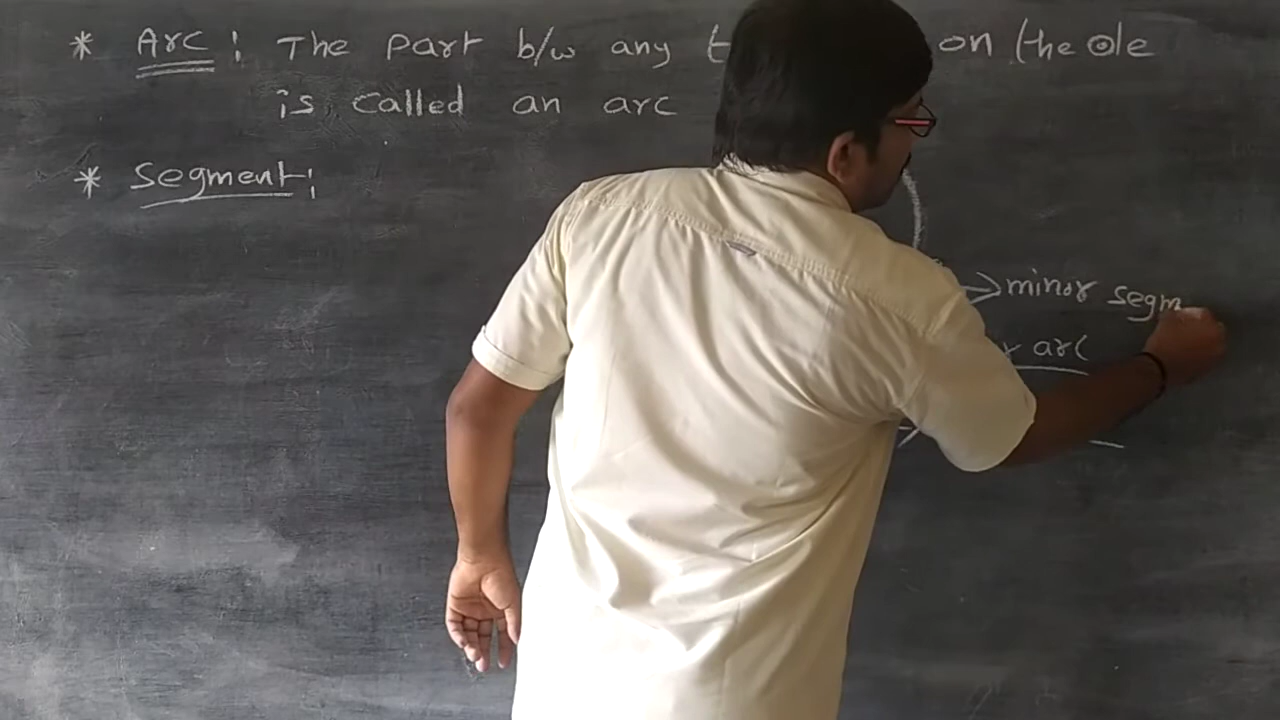 * Arc : The part b/w any on the ⊙le
is called an arc
* Segment :
→ minor segm
arc